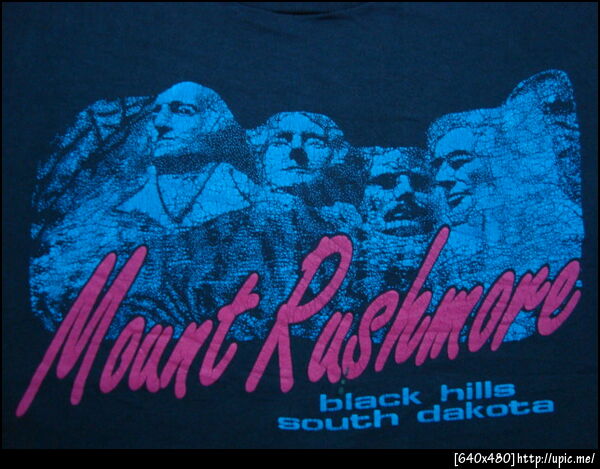 Mount Rushmore
black hills
south dakota
[640x480]http://upic.me/